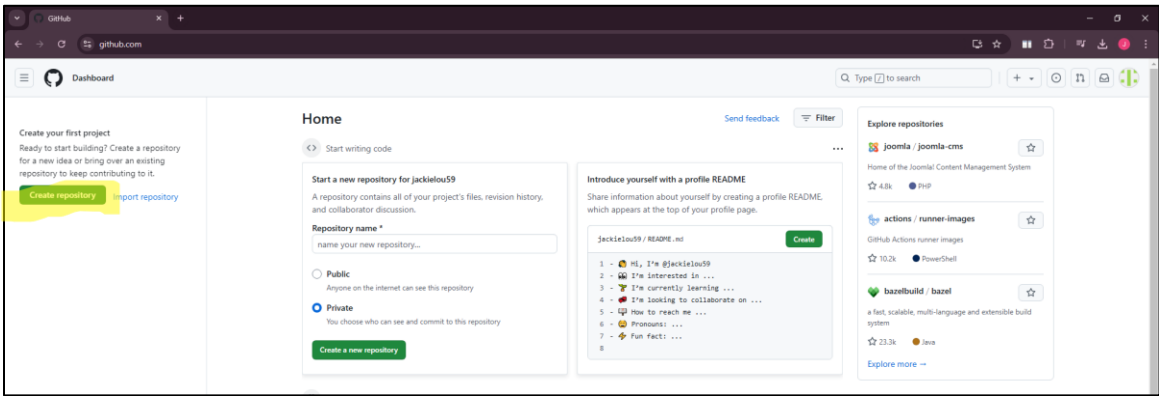 GitHub
github.com
Dashboard
Type / to search
Create your first project
Ready to start building? Create a repository
for a new idea or bring over an existing
repository to keep contributing to it.
Create repository
Import repository
Home
Send feedback
Filter
Start writing code
Start a new repository for jackielou59
A repository contains all of your project's files, revision history,
and collaborator discussion.
Repository name *
name your new repository...
Public
Anyone on the internet can see this repository
Private
You choose who can see and commit to this repository
Create a new repository
Introduce yourself with a profile README
Share information about yourself by creating a profile README,
which appears at the top of your profile page.
jackielou59 / README.md
Create
1 - 👋 Hi, I'm @jackielou59
2 - 👀 I'm interested in ...
3 - 🌱 I'm currently learning ...
4 - 💞️ I'm looking to collaborate on ...
5 - 📫 How to reach me ...
6 - 😄 Pronouns: ...
7 - ⚡ Fun fact: ...
8
Explore repositories
joomla / joomla-cms
Home of the Joomla! Content Management System
4.8k PHP
actions / runner-images
GitHub Actions runner images
10.2k PowerShell
bazelbuild / bazel
a fast, scalable, multi-language and extensible build
system
23.3k Java
Explore more →